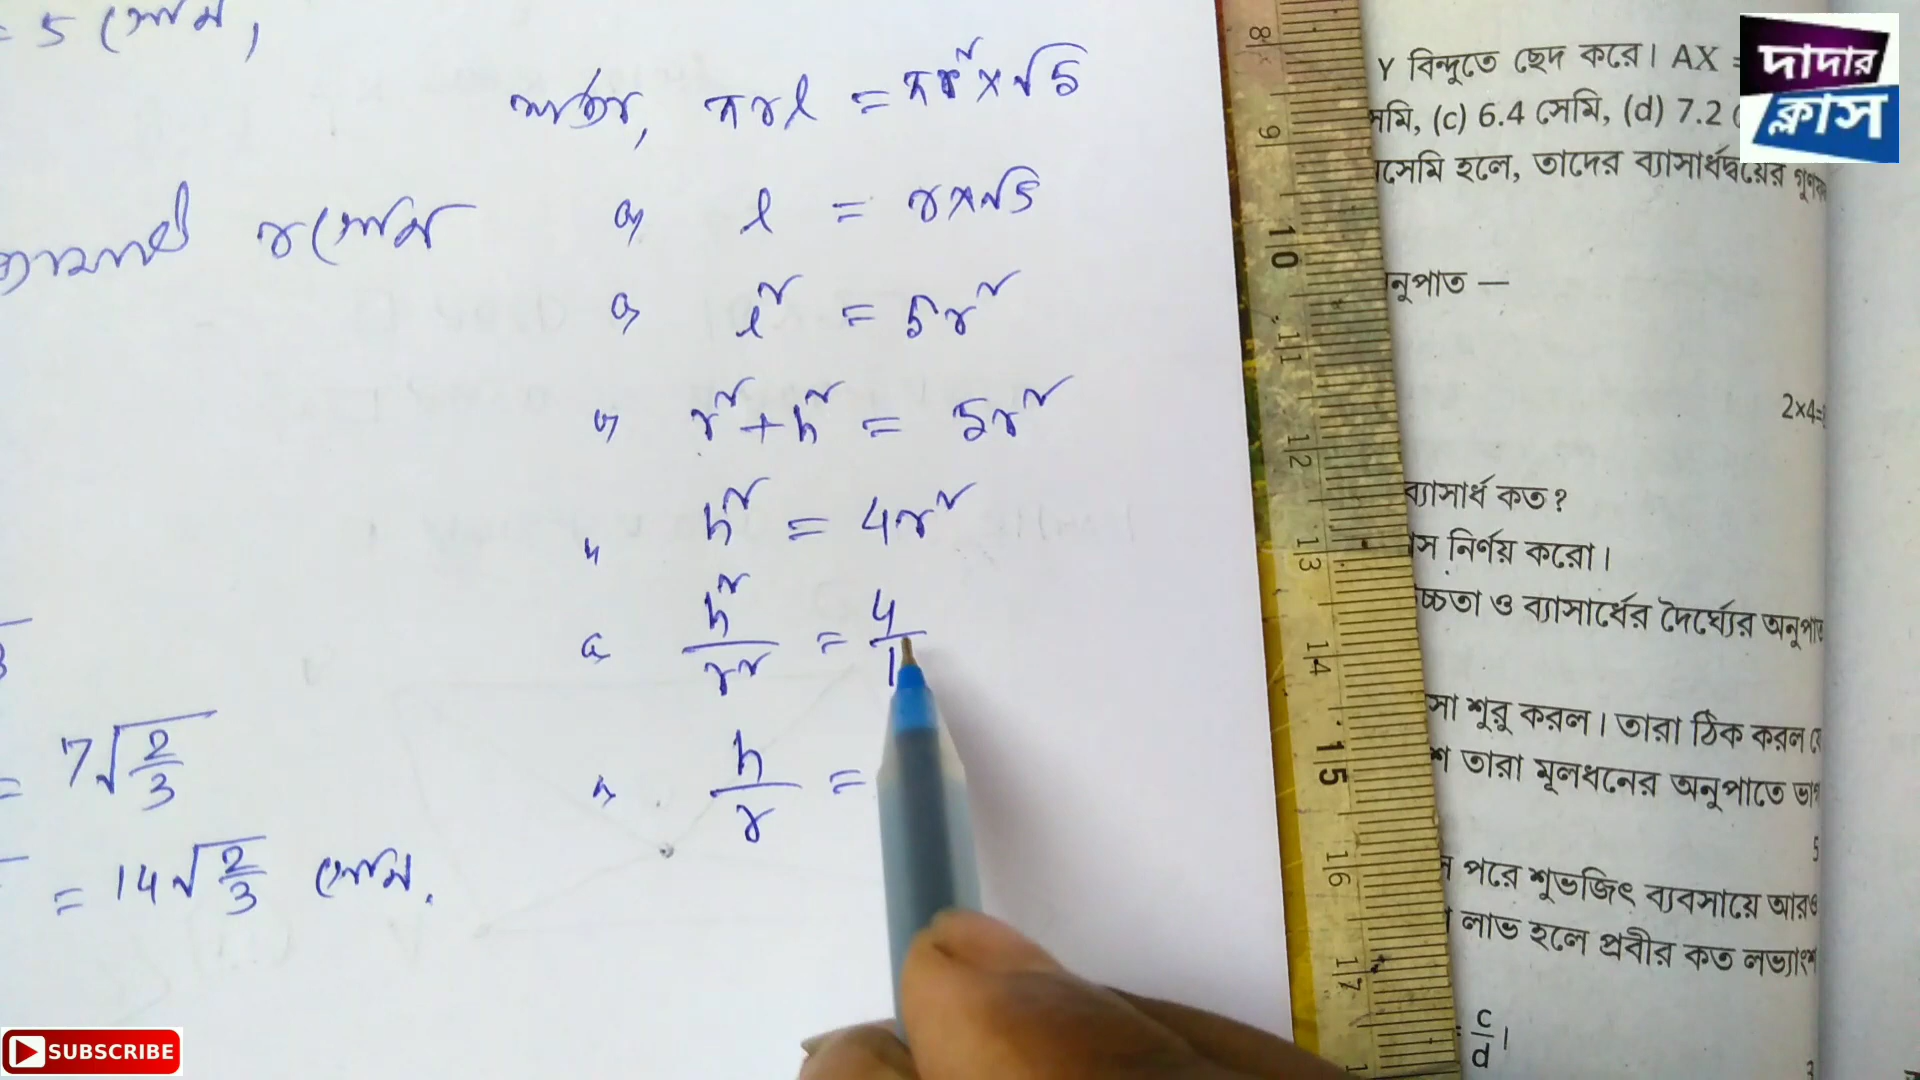 = 5 সেমি,
শর্তে, πrl = πr² × √5
বা, l = r × √5
বা, l² = 5r²
বা, r² + h² = 5r²
বা, h² = 4r²
বা, h²/r² = 4/1
বা, h/r =
r সেমি
= 7√(2/3)
= 14√(2/3) সেমি.
Y বিন্দুতে ছেদ করে। AX =
সেমি, (c) 6.4 সেমি, (d) 7.2
সেমি হলে, তাদের ব্যাসার্ধদ্বয়ের
নুপাত —
2×4=
ব্যাসার্ধ কত?
স নির্ণয় করো।
চ্চতা ও ব্যাসার্ধের দৈর্ঘ্যের অনুপাত
সা শুরু করল। তারা ঠিক করল যে
শ তারা মূলধনের অনুপাতে ভাগ
5
স পরে শুভজিৎ ব্যবসায়ে আরও
লাভ হলে প্রবীর কত লভ্যাংশ
= c/d।
3
8 9 10 11 12 13 14 15 16 17
দাদার
ক্লাস
SUBSCRIBE